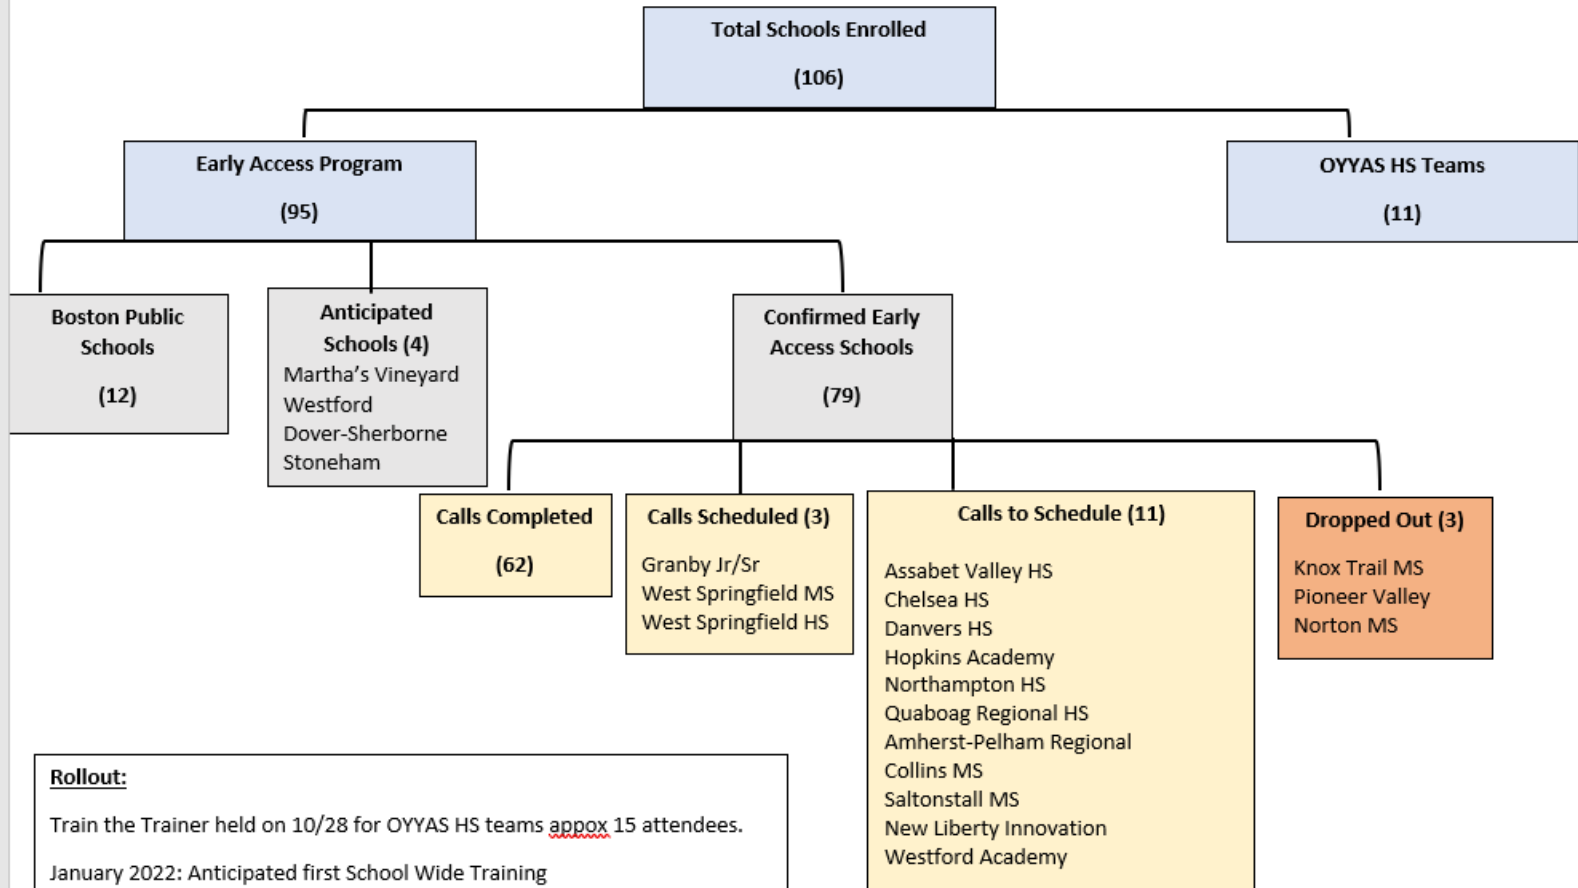 Total Schools Enrolled
(106)
Early Access Program
(95)
OYYAS HS Teams
(11)
Boston Public
Schools
(12)
Anticipated
Schools (4)
Martha’s Vineyard
Westford
Dover-Sherborne
Stoneham
Confirmed Early
Access Schools
(79)
Calls Completed
(62)
Calls Scheduled (3)
Granby Jr/Sr
West Springfield MS
West Springfield HS
Calls to Schedule (11)
Assabet Valley HS
Chelsea HS
Danvers HS
Hopkins Academy
Northampton HS
Quaboag Regional HS
Amherst-Pelham Regional
Collins MS
Saltonstall MS
New Liberty Innovation
Westford Academy
Dropped Out (3)
Knox Trail MS
Pioneer Valley
Norton MS
Rollout:
Train the Trainer held on 10/28 for OYYAS HS teams appox 15 attendees.
January 2022: Anticipated first School Wide Training